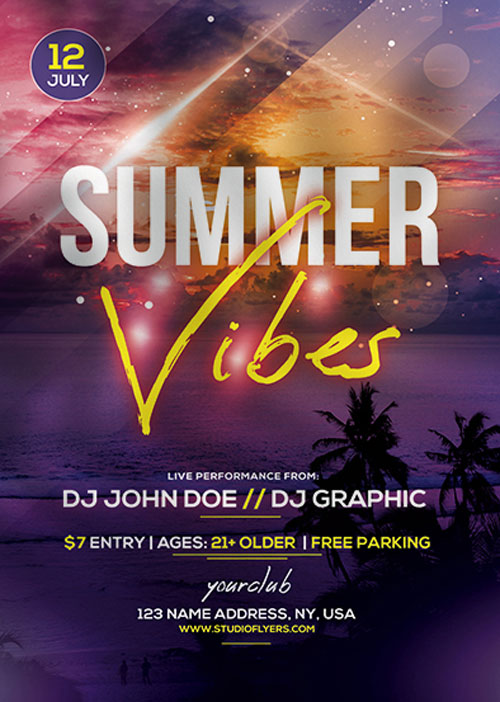 12
JULY
SUMMER
Vibes
LIVE PERFORMANCE FROM:
DJ JOHN DOE // DJ GRAPHIC
$7 ENTRY | AGES: 21+ OLDER | FREE PARKING
yourclub
123 NAME ADDRESS, NY, USA
WWW.STUDIOFLYERS.COM